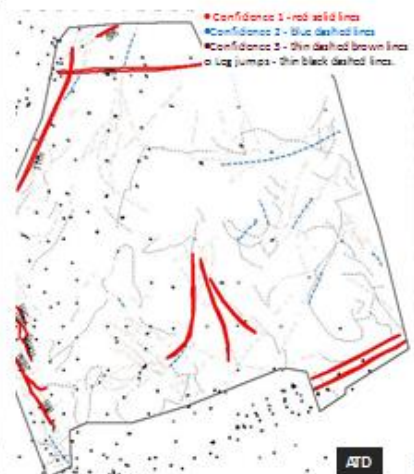 Confidence 1 - red solid lines
Confidence 2 - blue dashed lines
Confidence 3 - thin dashed brown lines
Log jumps - thin black dashed lines.
ATD